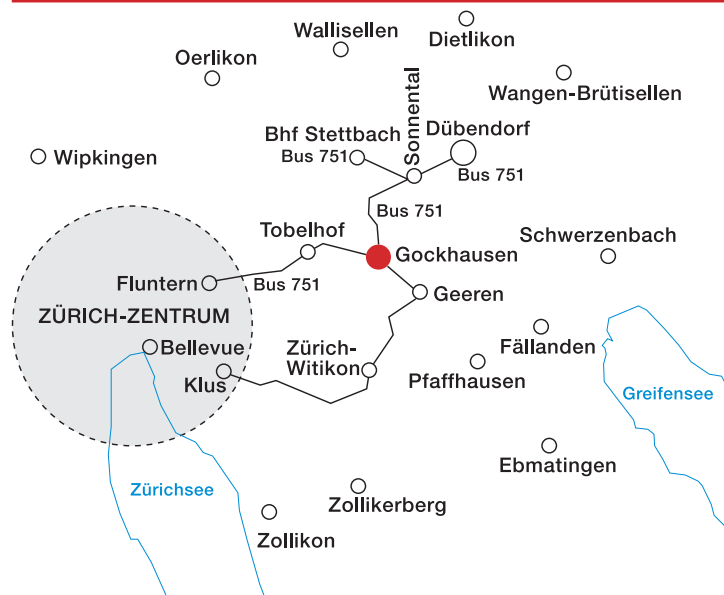 Dietlikon
Wallisellen
Oerlikon
Wangen-Brütisellen
Sonnental
Dübendorf
Bhf Stettbach
Bus 751
Bus 751
Wipkingen
Bus 751
Tobelhof
Schwerzenbach
Gockhausen
Fluntern
Bus 751
Geeren
ZÜRICH-ZENTRUM
Bellevue
Zürich-
Witikon
Fällanden
Klus
Pfaffhausen
Greifensee
Ebmatingen
Zürichsee
Zollikerberg
Zollikon